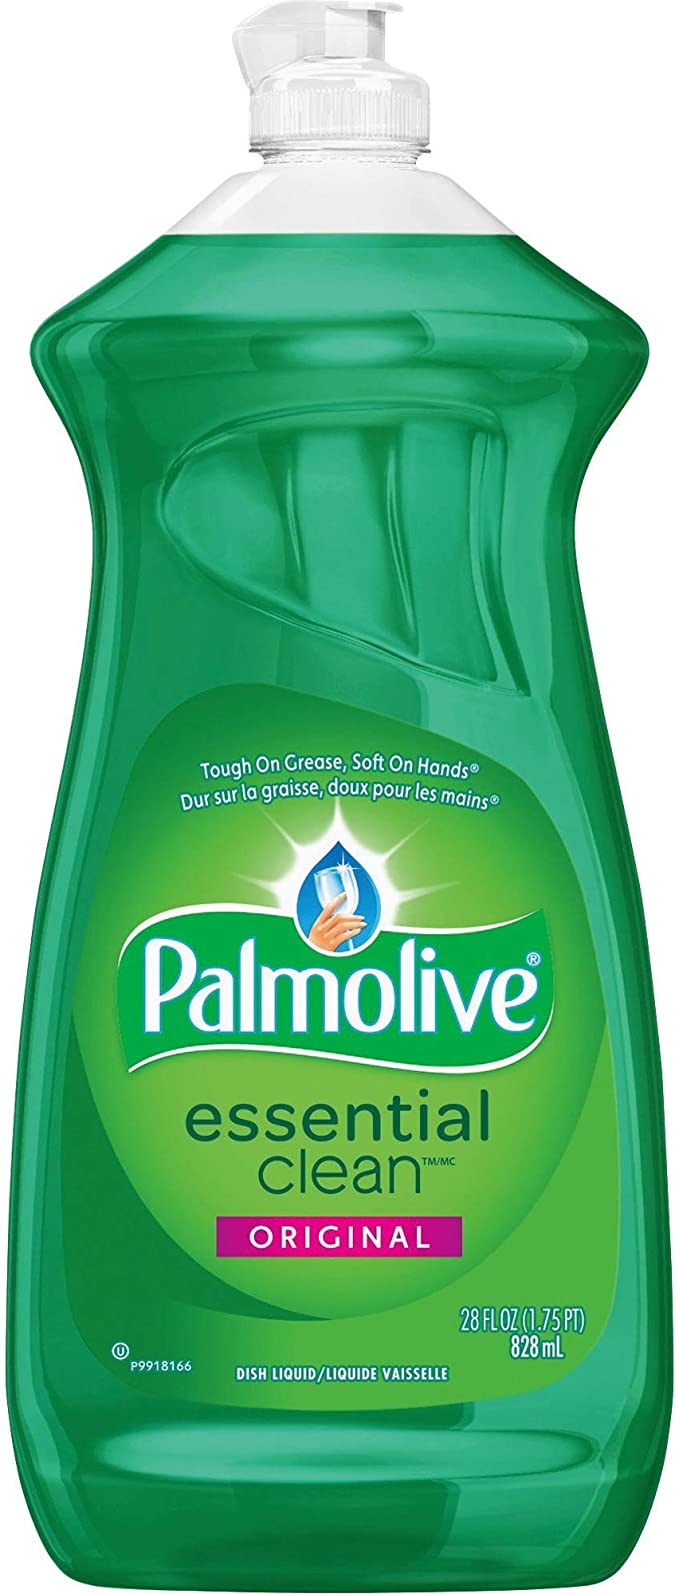 Tough On Grease, Soft On Hands®
Dur sur la graisse, doux pour les mains®
Palmolive®
essential
clean™/MC
ORIGINAL
28 FL OZ (1.75 PT)
828 mL
Ⓤ
P9918166
DISH LIQUID/LIQUIDE VAISSELLE